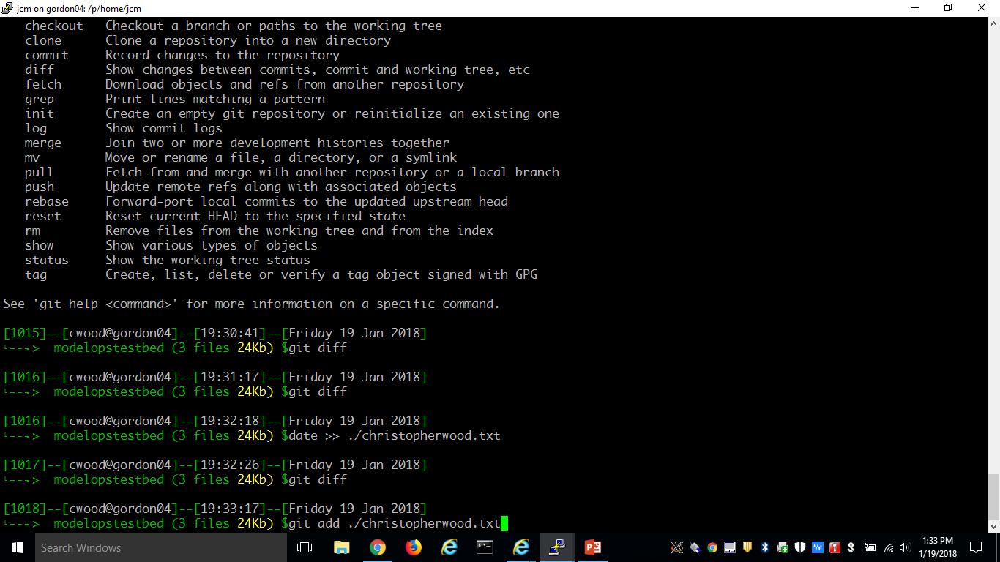 jcm on gordon04: /p/home/jcm
checkout   Checkout a branch or paths to the working tree
clone      Clone a repository into a new directory
commit     Record changes to the repository
diff       Show changes between commits, commit and working tree, etc
fetch      Download objects and refs from another repository
grep       Print lines matching a pattern
init       Create an empty git repository or reinitialize an existing one
log        Show commit logs
merge      Join two or more development histories together
mv         Move or rename a file, a directory, or a symlink
pull       Fetch from and merge with another repository or a local branch
push       Update remote refs along with associated objects
rebase     Forward-port local commits to the updated upstream head
reset      Reset current HEAD to the specified state
rm         Remove files from the working tree and from the index
show       Show various types of objects
status     Show the working tree status
tag        Create, list, delete or verify a tag object signed with GPG
See 'git help <command>' for more information on a specific command.
[1015]--[cwood@gordon04]--[19:30:41]--[Friday 19 Jan 2018]
└---> modelopstestbed (3 files 24Kb) $git diff
[1016]--[cwood@gordon04]--[19:31:17]--[Friday 19 Jan 2018]
└---> modelopstestbed (3 files 24Kb) $git diff
[1016]--[cwood@gordon04]--[19:32:18]--[Friday 19 Jan 2018]
└---> modelopstestbed (3 files 24Kb) $date >> ./christopherwood.txt
[1017]--[cwood@gordon04]--[19:32:26]--[Friday 19 Jan 2018]
└---> modelopstestbed (3 files 24Kb) $git diff
[1018]--[cwood@gordon04]--[19:33:17]--[Friday 19 Jan 2018]
└---> modelopstestbed (3 files 24Kb) $git add ./christopherwood.txt
Search Windows
1:33 PM
1/19/2018